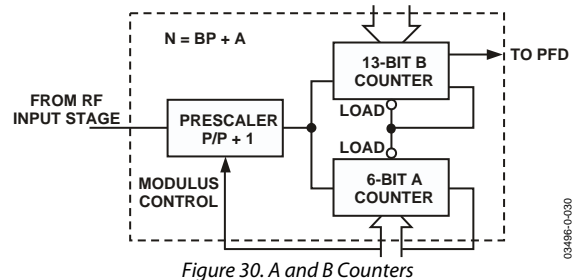 N = BP + A
13-BIT B
COUNTER
TO PFD
FROM RF
INPUT STAGE
PRESCALER
P/P + 1
LOAD
LOAD
MODULUS
CONTROL
6-BIT A
COUNTER
03496-0-030
Figure 30. A and B Counters